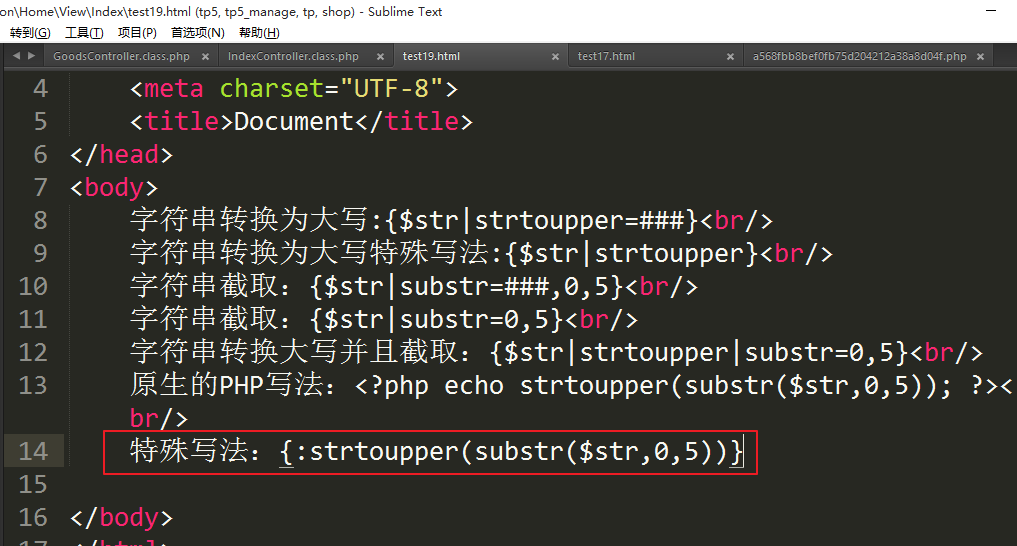 on\Home\View\Index\test19.html (tp5, tp5_manage, tp, shop) - Sublime Text
转到(G) 工具(T) 项目(P) 首选项(N) 帮助(H)
GoodsController.class.php × IndexController.class.php × test19.html × test17.html × a568fbb8bef0fb75d204212a38a8d04f.php ×
4 <meta charset="UTF-8">
5 <title>Document</title>
6 </head>
7 <body>
8 字符串转换为大写:{$str|strtoupper=###}<br/>
9 字符串转换为大写特殊写法:{$str|strtoupper}<br/>
10 字符串截取：{$str|substr=###,0,5}<br/>
11 字符串截取：{$str|substr=0,5}<br/>
12 字符串转换大写并且截取：{$str|strtoupper|substr=0,5}<br/>
13 原生的PHP写法：<?php echo strtoupper(substr($str,0,5)); ?><
br/>
14 特殊写法：{:strtoupper(substr($str,0,5))}
15
16 </body>
17 </html>